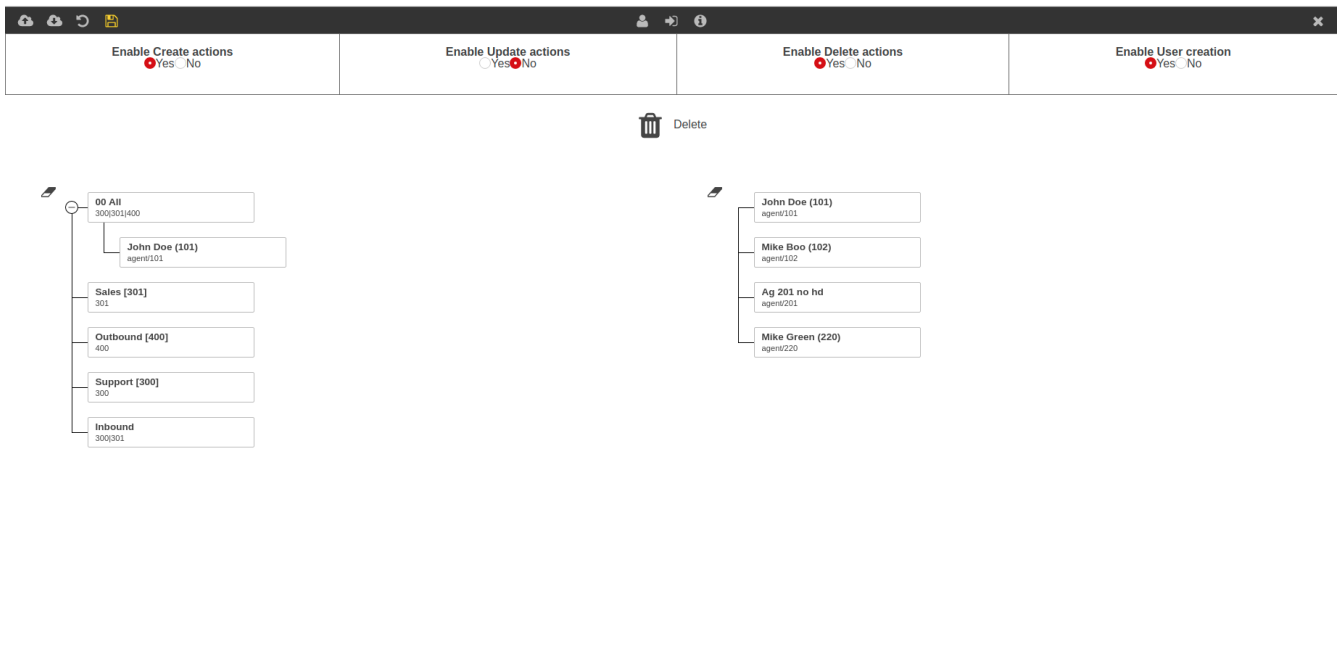 Enable Create actions
Yes No
Enable Update actions
Yes No
Enable Delete actions
Yes No
Enable User creation
Yes No
Delete
00 All
300|301|400
John Doe (101)
agent/101
Sales [301]
301
Outbound [400]
400
Support [300]
300
Inbound
300|301
John Doe (101)
agent/101
Mike Boo (102)
agent/102
Ag 201 no hd
agent/201
Mike Green (220)
agent/220